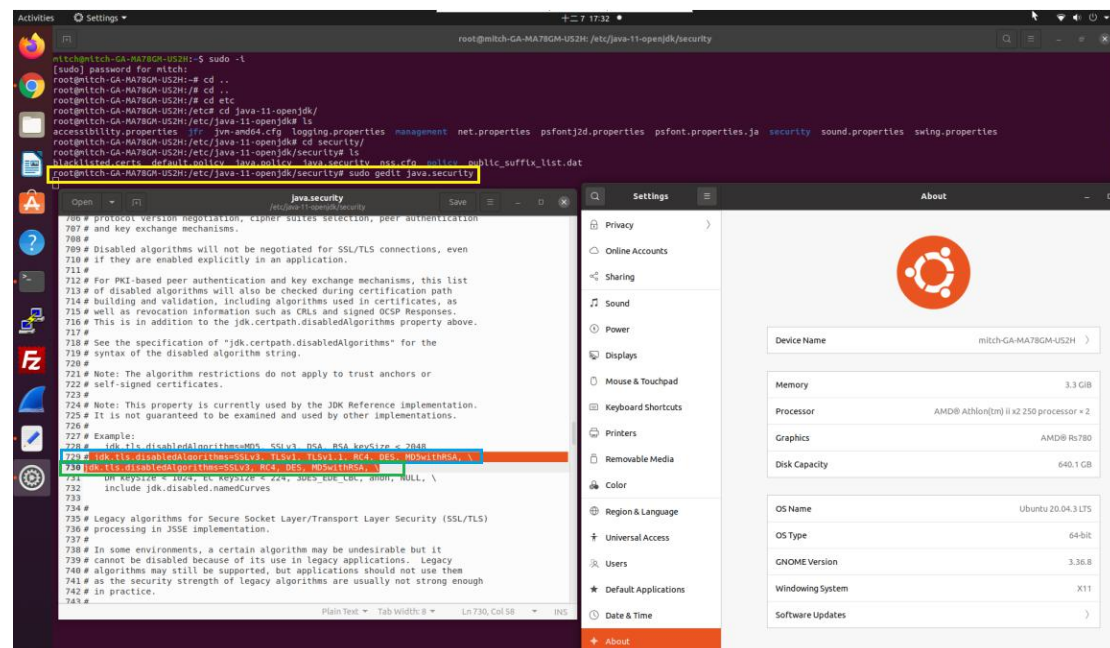 Activities
Settings
十二 7 17:32
root@mitch-GA-MA78GM-US2H: /etc/java-11-openjdk/security
mitch@mitch-GA-MA78GM-US2H:~$ sudo -i
[sudo] password for mitch:
root@mitch-GA-MA78GM-US2H:~# cd ..
root@mitch-GA-MA78GM-US2H:/# cd ..
root@mitch-GA-MA78GM-US2H:/# cd etc
root@mitch-GA-MA78GM-US2H:/etc# cd java-11-openjdk/
root@mitch-GA-MA78GM-US2H:/etc/java-11-openjdk# ls
accessibility.properties jfr jvm-amd64.cfg logging.properties management net.properties psfontj2d.properties psfont.properties.ja security sound.properties swing.properties
root@mitch-GA-MA78GM-US2H:/etc/java-11-openjdk# cd security/
root@mitch-GA-MA78GM-US2H:/etc/java-11-openjdk/security# ls
blacklisted.certs default.policy java.policy java.security nss.cfg policy public_suffix_list.dat
root@mitch-GA-MA78GM-US2H:/etc/java-11-openjdk/security# sudo gedit java.security
Open
java.security
/etc/java-11-openjdk/security
Save
706 # protocol version negotiation, cipher suites selection, peer authentication
707 # and key exchange mechanisms.
708 #
709 # Disabled algorithms will not be negotiated for SSL/TLS connections, even
710 # if they are enabled explicitly in an application.
711 #
712 # For PKI-based peer authentication and key exchange mechanisms, this list
713 # of disabled algorithms will also be checked during certification path
714 # building and validation, including algorithms used in certificates, as
715 # well as revocation information such as CRLs and signed OCSP Responses.
716 # This is in addition to the jdk.certpath.disabledAlgorithms property above.
717 #
718 # See the specification of "jdk.certpath.disabledAlgorithms" for the
719 # syntax of the disabled algorithm string.
720 #
721 # Note: The algorithm restrictions do not apply to trust anchors or
722 # self-signed certificates.
723 #
724 # Note: This property is currently used by the JDK Reference implementation.
725 # It is not guaranteed to be examined and used by other implementations.
726 #
727 # Example:
728 #   jdk.tls.disabledAlgorithms=MD5, SSLv3, DSA, RSA keySize < 2048
729 # jdk.tls.disabledAlgorithms=SSLv3, TLSv1, TLSv1.1, RC4, DES, MD5withRSA, \
730 jdk.tls.disabledAlgorithms=SSLv3, RC4, DES, MD5withRSA, \
731     DH keySize < 1024, EC keySize < 224, 3DES_EDE_CBC, anon, NULL, \
732     include jdk.disabled.namedCurves
733
734 #
735 # Legacy algorithms for Secure Socket Layer/Transport Layer Security (SSL/TLS)
736 # processing in JSSE implementation.
737 #
738 # In some environments, a certain algorithm may be undesirable but it
739 # cannot be disabled because of its use in legacy applications.  Legacy
740 # algorithms may still be supported, but applications should not use them
741 # as the security strength of legacy algorithms are usually not strong enough
742 # in practice.
743 #
Plain Text
Tab Width: 8
Ln 730, Col 58
INS
Settings
Privacy
Online Accounts
Sharing
Sound
Power
Displays
Mouse & Touchpad
Keyboard Shortcuts
Printers
Removable Media
Color
Region & Language
Universal Access
Users
Default Applications
Date & Time
About
About
Device Name mitch-GA-MA78GM-US2H
Memory 3.3 GiB
Processor AMD® Athlon(tm) ii x2 250 processor × 2
Graphics AMD® Rs780
Disk Capacity 640.1 GB
OS Name Ubuntu 20.04.3 LTS
OS Type 64-bit
GNOME Version 3.36.8
Windowing System X11
Software Updates